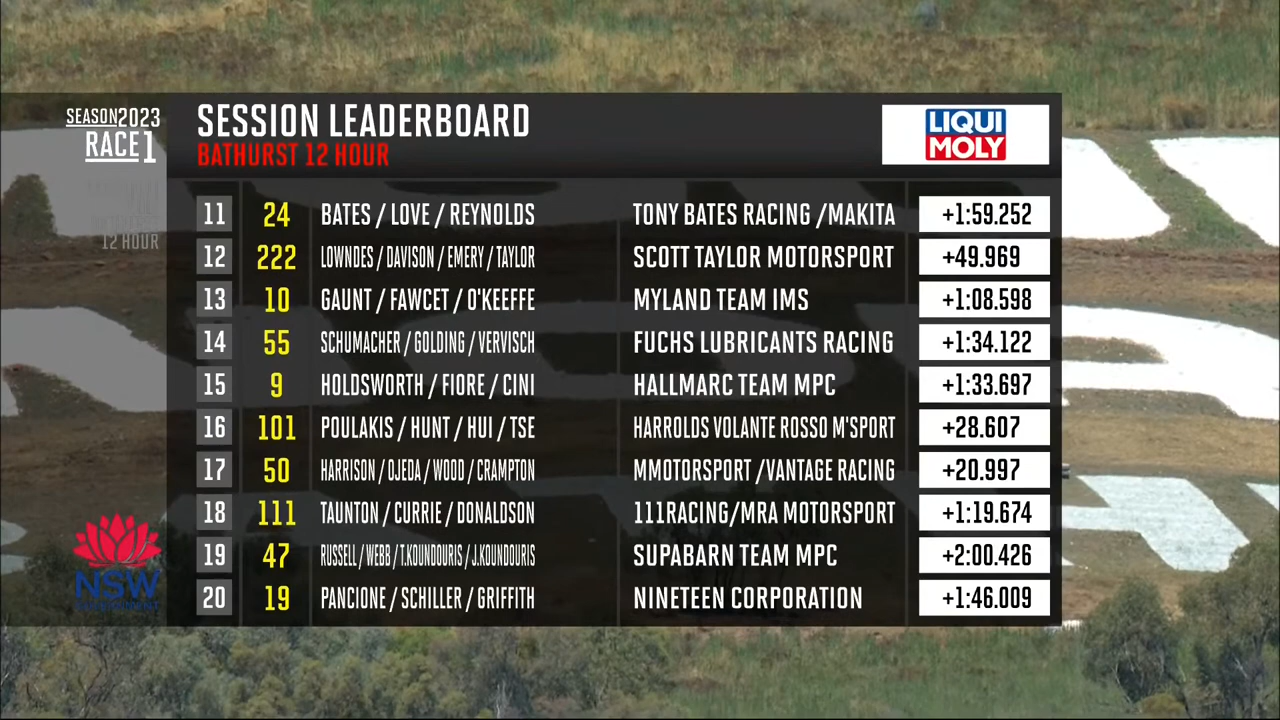 SEASON2023
RACE1
SESSION LEADERBOARD
BATHURST 12 HOUR
LIQUI
MOLY
12 HOUR
11 24 BATES / LOVE / REYNOLDS TONY BATES RACING /MAKITA +1:59.252
12 222 LOWNDES / DAVISON / EMERY / TAYLOR SCOTT TAYLOR MOTORSPORT +49.969
13 10 GAUNT / FAWCET / O'KEEFFE MYLAND TEAM IMS +1:08.598
14 55 SCHUMACHER / GOLDING / VERVISCH FUCHS LUBRICANTS RACING +1:34.122
15 9 HOLDSWORTH / FIORE / CINI HALLMARC TEAM MPC +1:33.697
16 101 POULAKIS / HUNT / HUI / TSE HARROLDS VOLANTE ROSSO M'SPORT +28.607
17 50 HARRISON / OJEDA / WOOD / CRAMPTON MMOTORSPORT /VANTAGE RACING +20.997
18 111 TAUNTON / CURRIE / DONALDSON 111RACING/MRA MOTORSPORT +1:19.674
19 47 RUSSELL / WEBB / T.KOUNDOURIS / J.KOUNDOURIS SUPABARN TEAM MPC +2:00.426
20 19 PANCIONE / SCHILLER / GRIFFITH NINETEEN CORPORATION +1:46.009
NSW